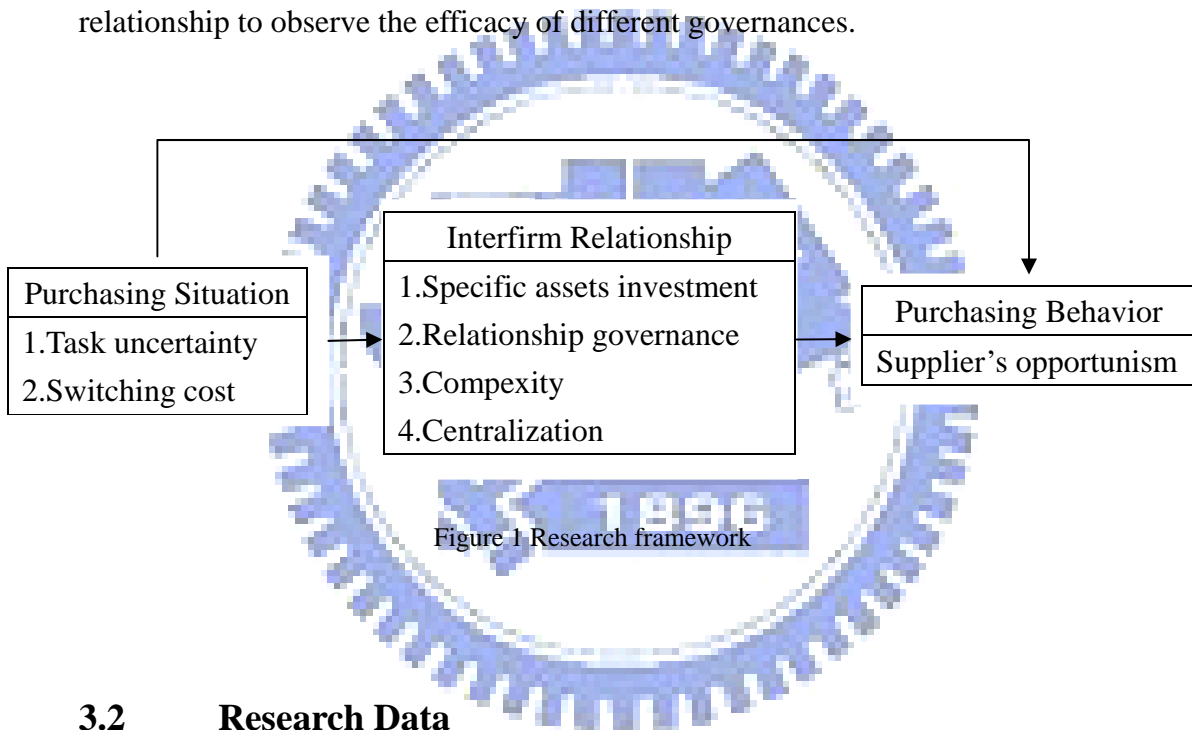 relationship to observe the efficacy of different governances.
Interfirm Relationship
Purchasing Situation
1.Specific assets investment
Purchasing Behavior
1.Task uncertainty
2.Relationship governance
Supplier's opportunism
2.Switching cost
3.Compexity
4.Centralization
1896
Figure 1 Research framework
3.2 Research Data